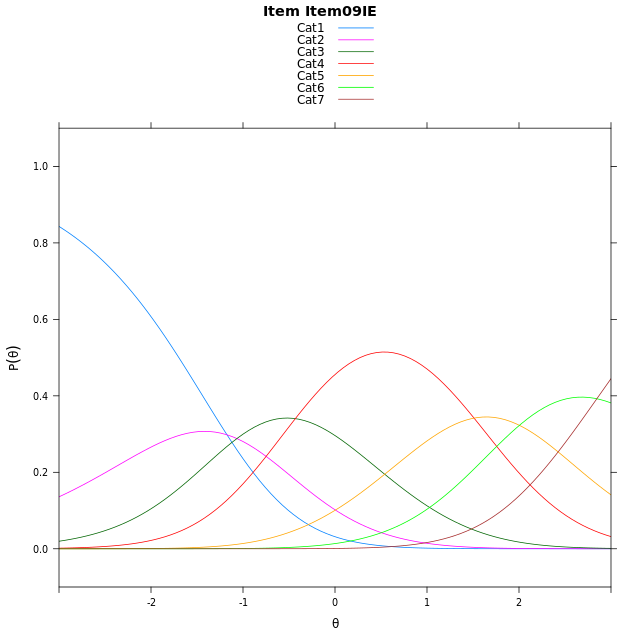 Item Item09IE
Cat1
Cat2
Cat3
Cat4
Cat5
Cat6
Cat7
1.0
0.8
0.6
0.4
0.2
0.0
P(θ)
-2 -1 0 1 2
θ